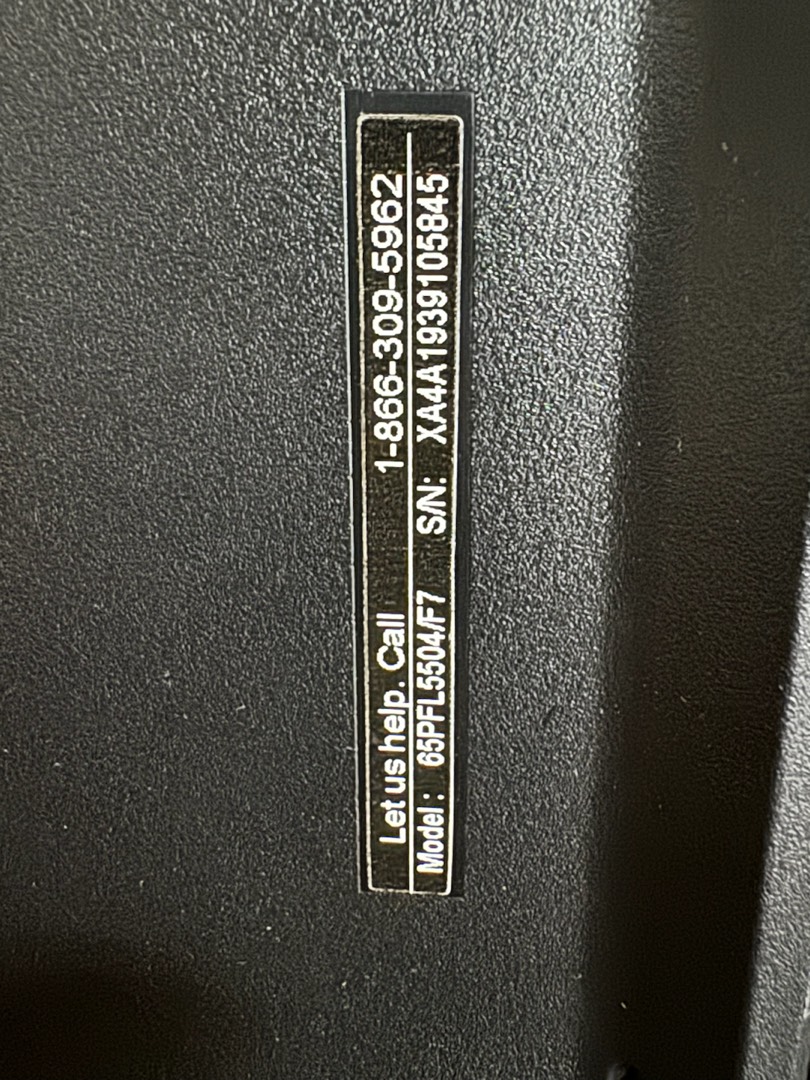 Let us help. Call 1-866-309-5962
Model : 65PFL5504/F7 S/N: XA4A1939105845